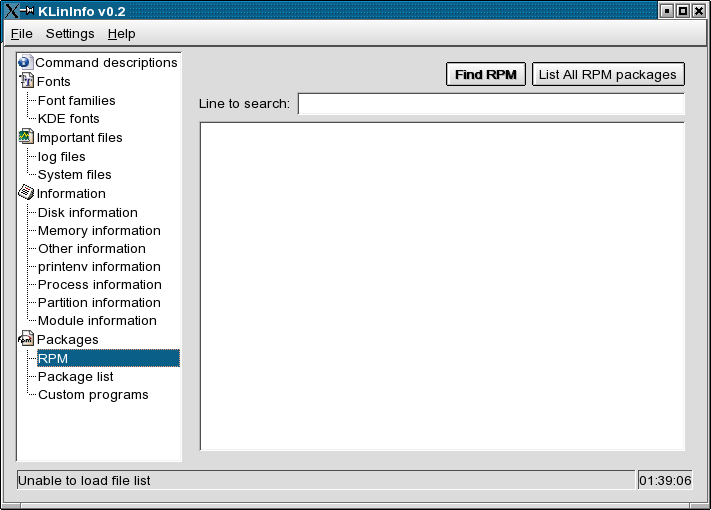 KLinInfo v0.2
File Settings Help
Command descriptions
Fonts
Font families
KDE fonts
Important files
log files
System files
Information
Disk information
Memory information
Other information
printenv information
Process information
Partition information
Module information
Packages
RPM
Package list
Custom programs
Find RPM List All RPM packages
Line to search:
Unable to load file list 01:39:06